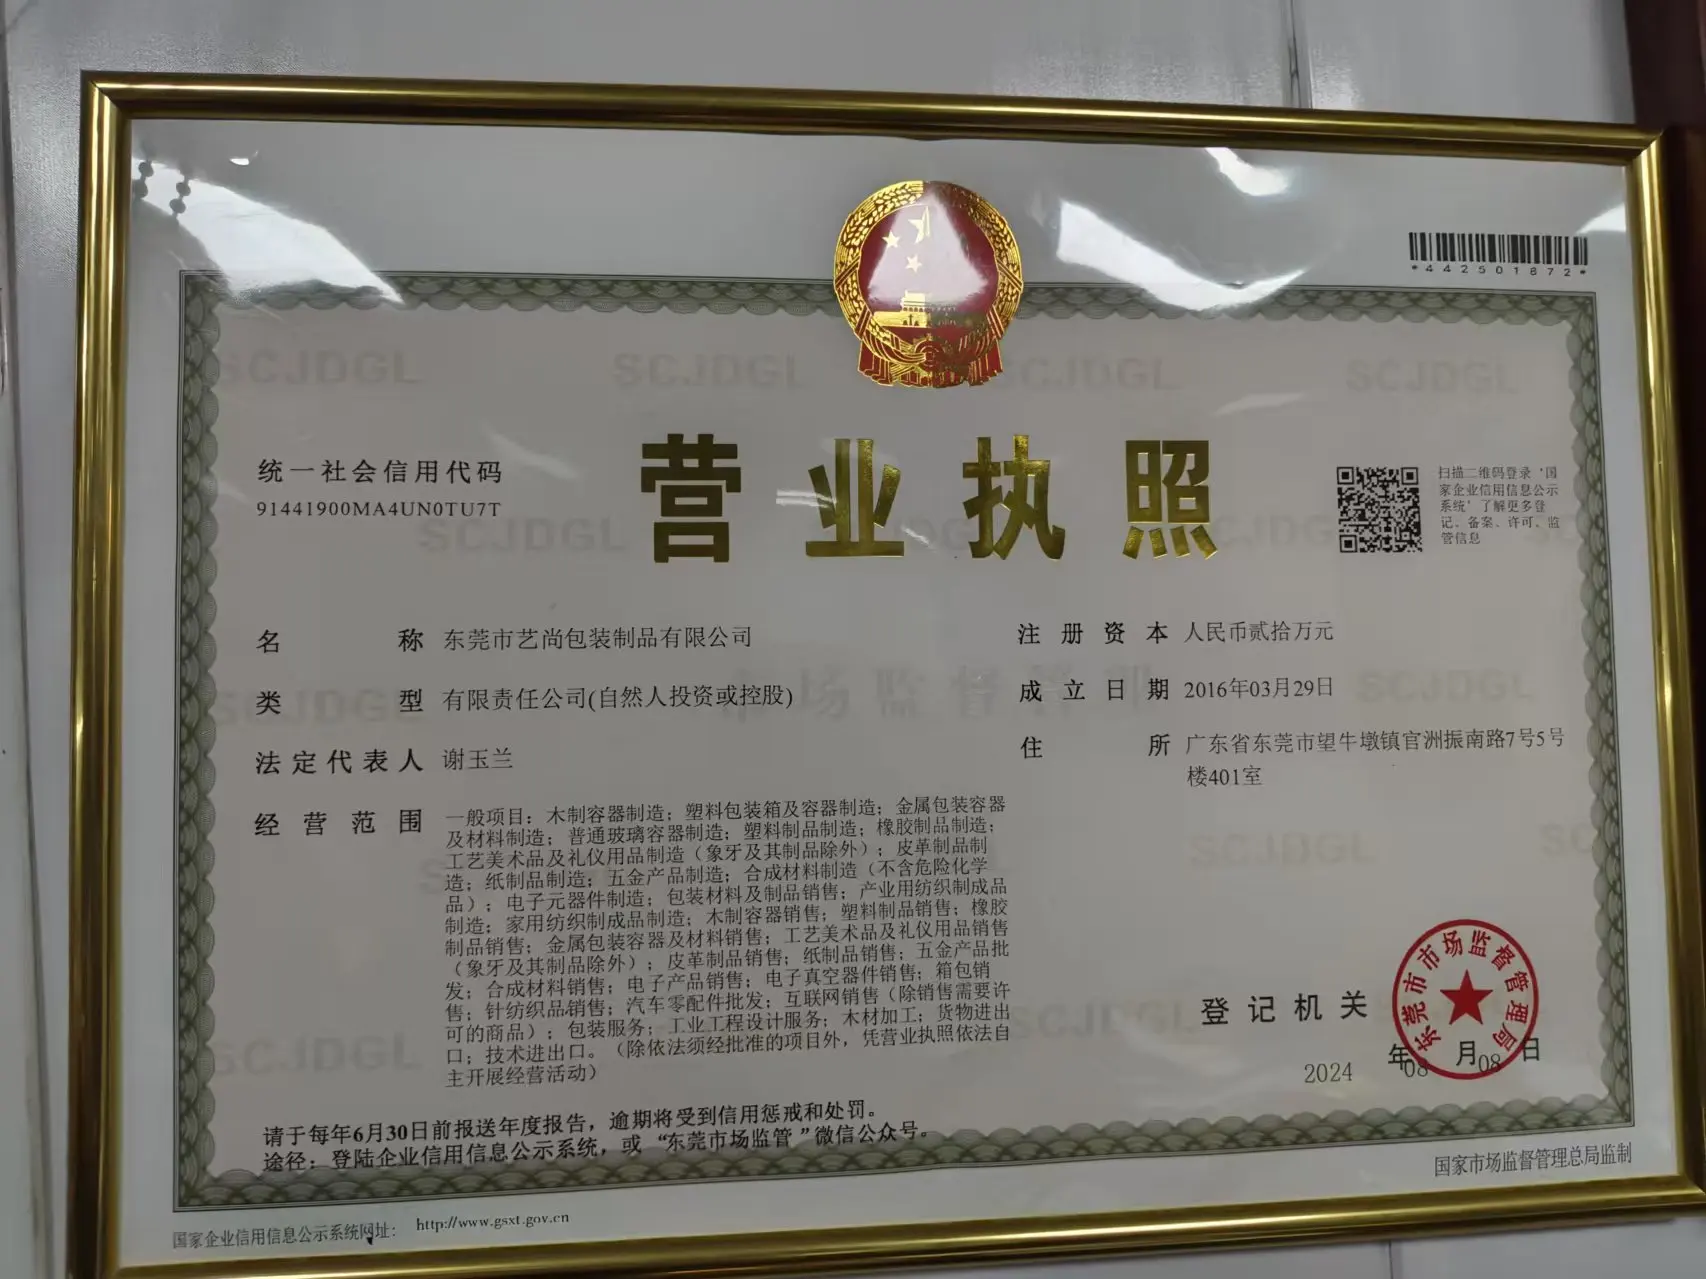 *442501872*
SCJDGL SCJDGL SCJDGL SCJDGL
营业执照
统一社会信用代码
91441900MA4UN0TU7T
扫描二维码登录‘国
家企业信用信息公示
系统’了解更多登
记、备案、许可、监
管信息
名称 东莞市艺尚包装制品有限公司
类型 有限责任公司(自然人投资或控股)
法定代表人 谢玉兰
经营范围 一般项目：木制容器制造；塑料包装箱及容器制造；金属包装容器
及材料制造；普通玻璃容器制造；塑料制品制造；橡胶制品制造；
工艺美术品及礼仪用品制造（象牙及其制品除外）；皮革制品制
造；纸制品制造；五金产品制造；合成材料制造（不含危险化学
品）；电子元器件制造；包装材料及制品销售；产业用纺织制成品
制造；家用纺织制成品制造；木制容器销售；塑料制品销售；橡胶
制品销售；金属包装容器及材料销售；工艺美术品及礼仪用品销售
（象牙及其制品除外）；皮革制品销售；纸制品销售；五金产品批
发；合成材料销售；电子产品销售；电子真空器件销售；箱包销
售；针纺织品销售；汽车零配件批发；互联网销售（除销售需要许
可的商品）；包装服务；工业工程设计服务；木材加工；货物进出
口；技术进出口。（除依法须经批准的项目外，凭营业执照依法自
主开展经营活动）
注册资本 人民币贰拾万元
成立日期 2016年03月29日
住所 广东省东莞市望牛墩镇官洲振南路7号5号
楼401室
登记机关
东莞市市场监督管理局
2024年08月08日
请于每年6月30日前报送年度报告，逾期将受到信用惩戒和处罚。
途径：登陆企业信用信息公示系统，或“东莞市场监管”微信公众号。
国家企业信用信息公示系统网址： http://www.gsxt.gov.cn
国家市场监督管理总局监制